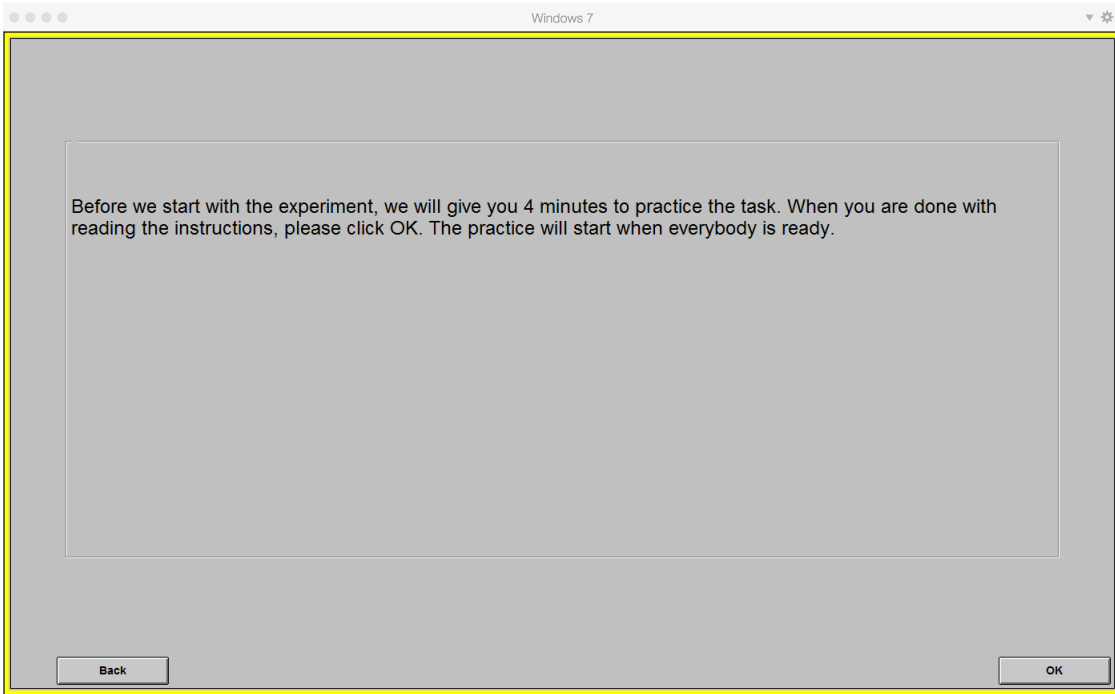 Windows 7
Before we start with the experiment, we will give you 4 minutes to practice the task. When you are done with
reading the instructions, please click OK. The practice will start when everybody is ready.
Back
OK